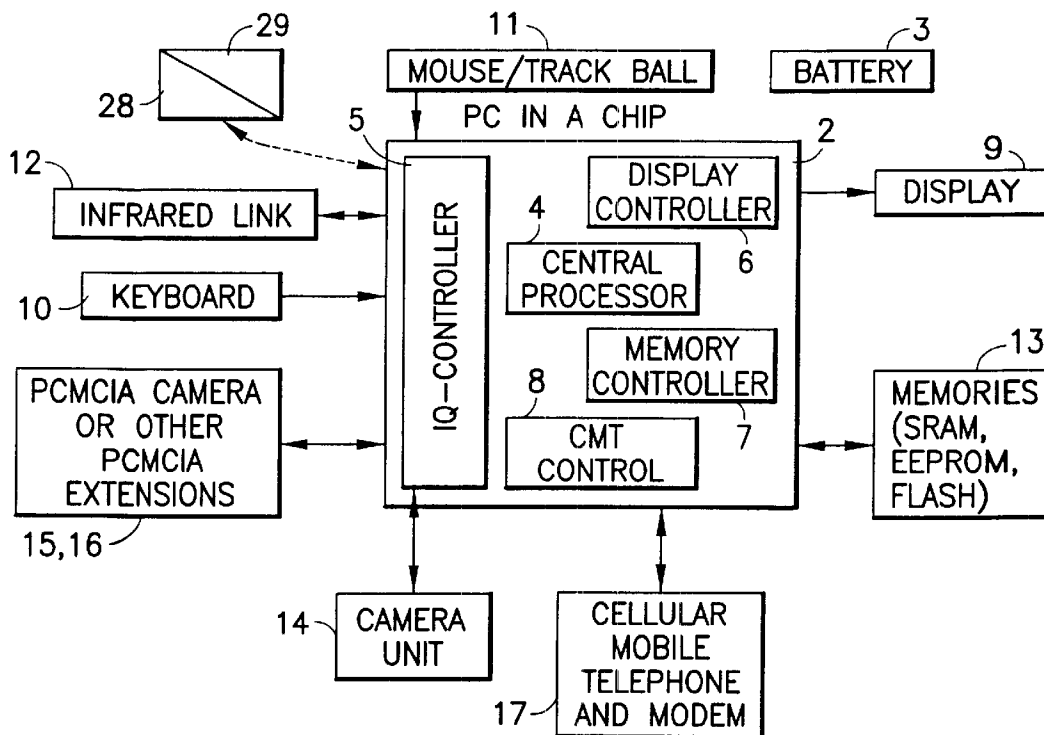 29
28
11
MOUSE/TRACK BALL
3
BATTERY
PC IN A CHIP
5
2
9
DISPLAY
12
INFRARED LINK
DISPLAY
CONTROLLER
6
IQ-CONTROLLER
4
CENTRAL
PROCESSOR
10
KEYBOARD
MEMORY
CONTROLLER
7
13
MEMORIES
(SRAM,
EEPROM,
FLASH)
PCMCIA CAMERA
OR OTHER
PCMCIA
EXTENSIONS
15,16
8
CMT
CONTROL
14
CAMERA
UNIT
17
CELLULAR
MOBILE
TELEPHONE
AND MODEM